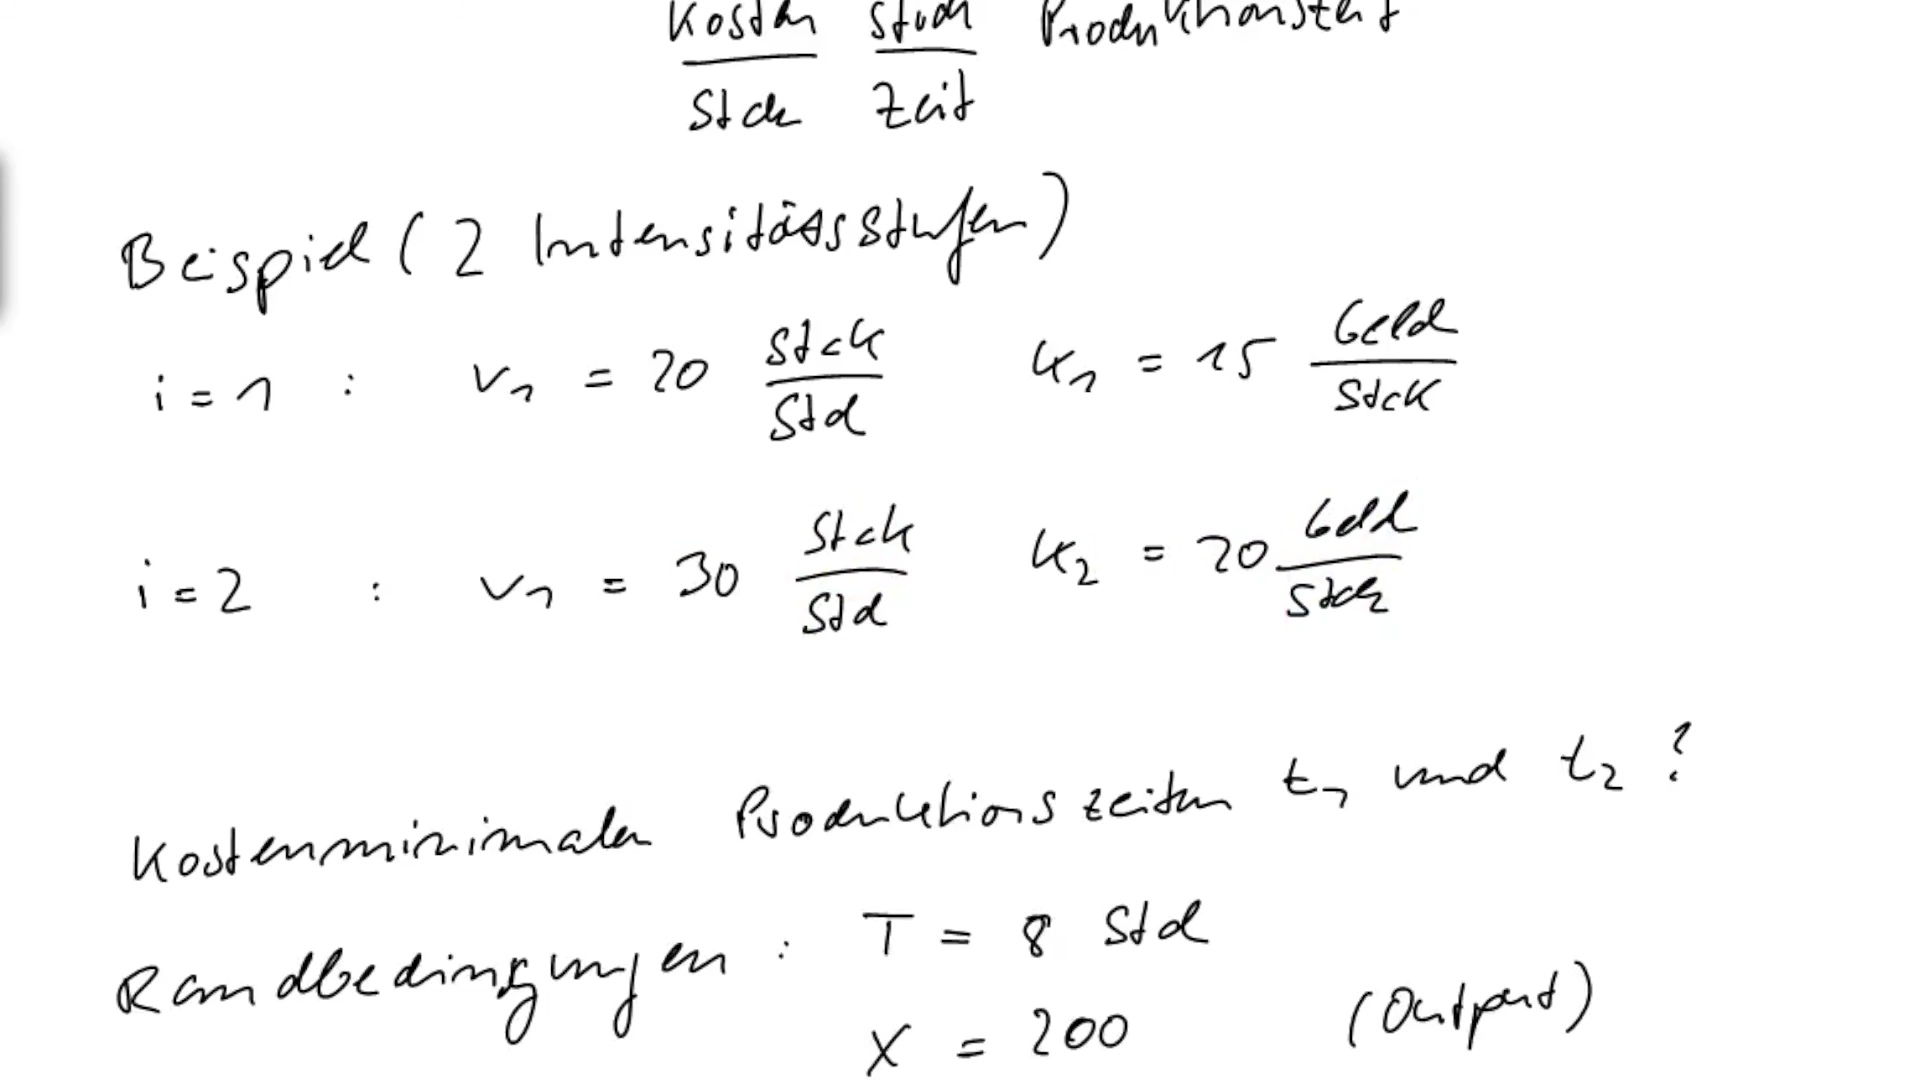 Kosten Stück Produktionszeit
Stck Zeit
Beispiel (2 Intensitätsstufen)
i = 1 : v₁ = 20 Stck/Std k₁ = 15 Geld/Stck
i = 2 : v₁ = 30 Stck/Std k₂ = 20 Geld/Stck
Kostenminimalen Produktionszeiten t₁ und t₂ ?
Randbedingungen : T = 8 Std
X = 200 (Output)